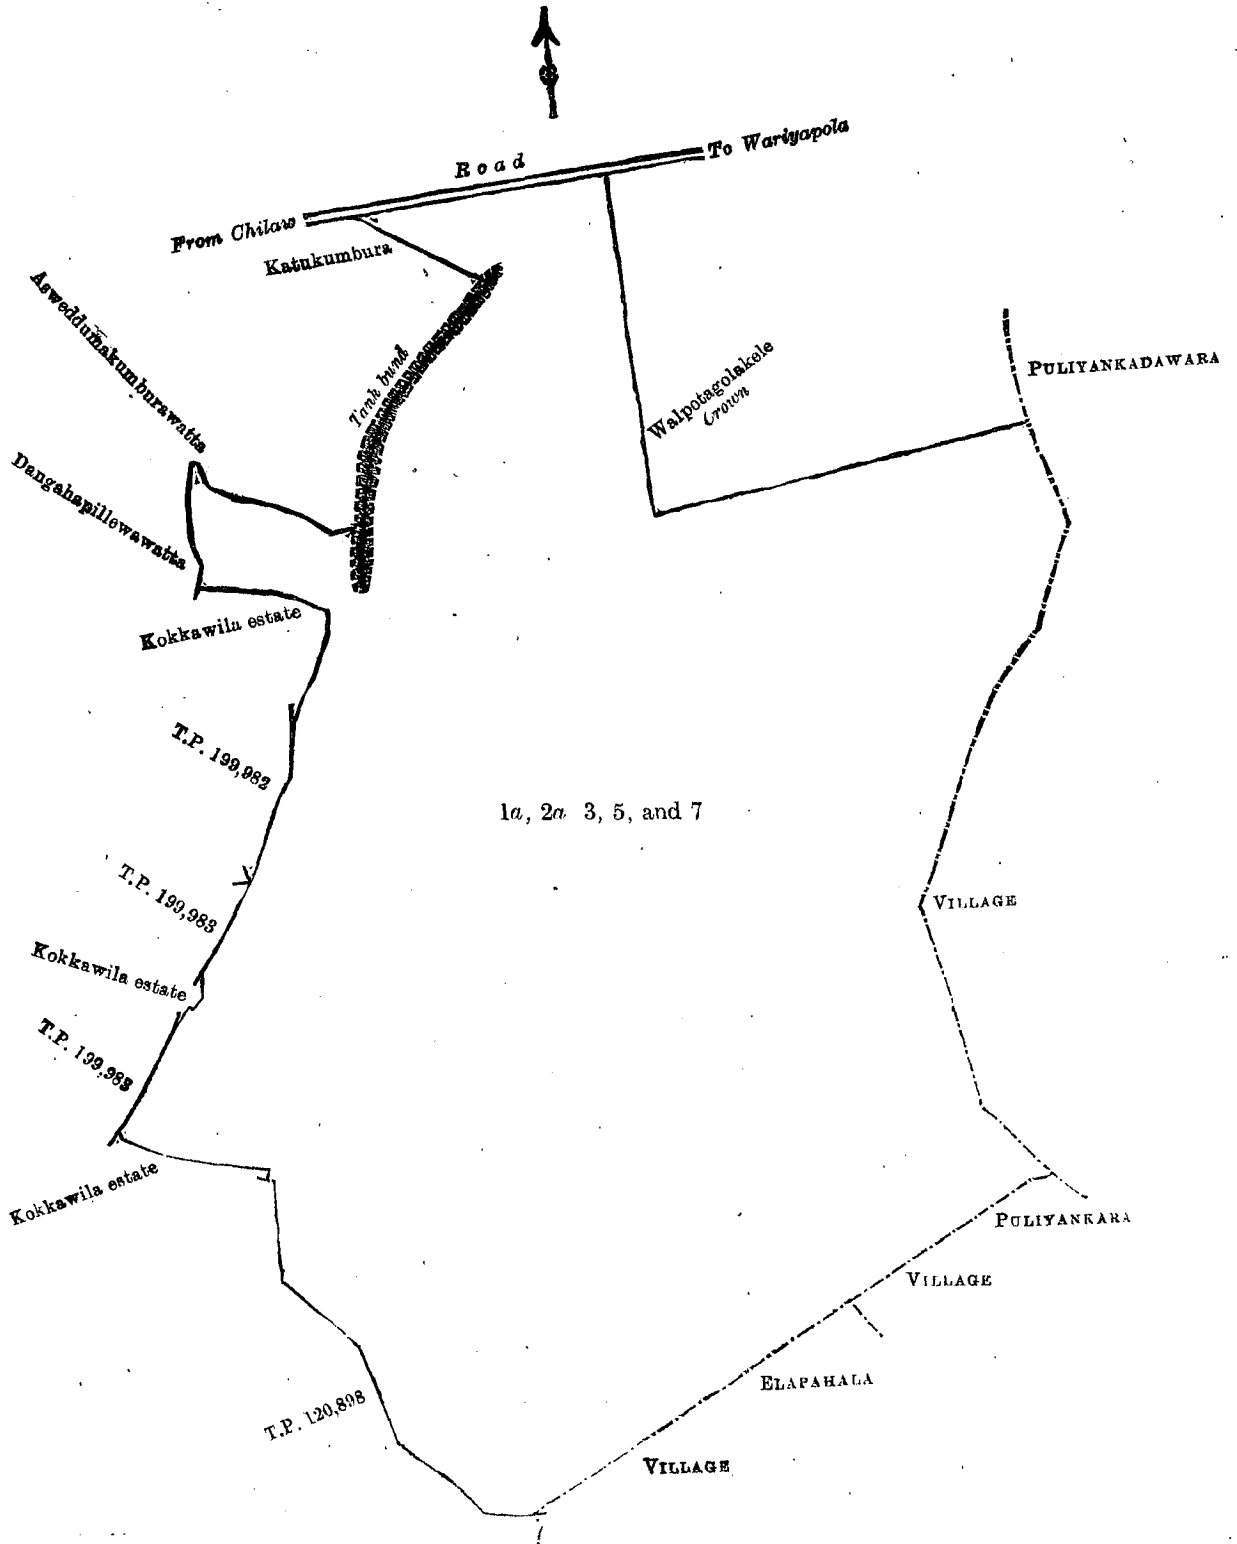 Road
To Wariyapola
From Chilaw
Katukumbura
Asweddumakumburawatta
Tank bund
Walpotagolakele
Crown
PULIYANKADAWARA
Dangahapillewawatta
Kokkawila estate
T.P. 199,982
1a, 2a 3, 5, and 7
T.P. 199,983
VILLAGE
Kokkawila estate
T.P. 199,983
Kokkawila estate
PULIYANKARA
VILLAGE
ELAPAHALA
T.P. 120,898
VILLAGE